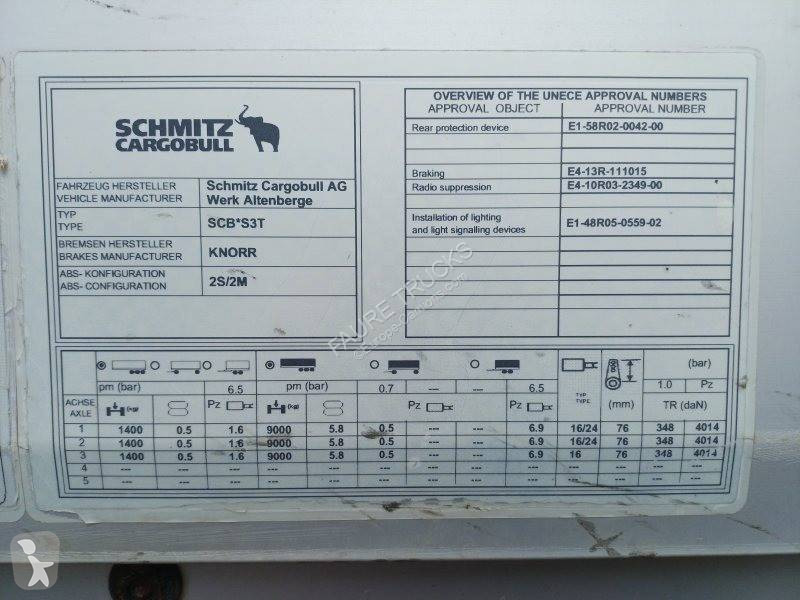 SCHMITZ
CARGOBULL
FAHRZEUG HERSTELLER
VEHICLE MANUFACTURER
Schmitz Cargobull AG
Werk Altenberge
TYP
TYPE
SCB*S3T
BREMSEN HERSTELLER
BRAKES MANUFACTURER
KNORR
ABS- KONFIGURATION
ABS- CONFIGURATION
2S/2M
OVERVIEW OF THE UNECE APPROVAL NUMBERS
APPROVAL OBJECT APPROVAL NUMBER
Rear protection device E1-58R02-0042-00
Braking E4-13R-111015
Radio suppression E4-10R03-2349-00
Installation of lighting
and light signalling devices
E1-48R05-0559-02
FAURE TRUCKS
pm (bar) 6.5 pm (bar) 0.7 --- --- 6.5 TYP
TYPE
(bar)
1.0 Pz
ACHSE
AXLE
(kg) Pz (kg) Pz Pz (mm) TR (daN)
1 1400 0.5 1.6 9000 5.8 0.5 --- --- 6.9 16/24 76 348 4014
2 1400 0.5 1.6 9000 5.8 0.5 --- --- 6.9 16/24 76 348 4014
3 1400 0.5 1.6 9000 5.8 0.5 --- --- 6.9 16 76 348 4014
4 --- --- --- --- --- --- --- --- --- --- --- --- ---
5 --- --- --- --- --- --- --- --- --- --- --- --- ---